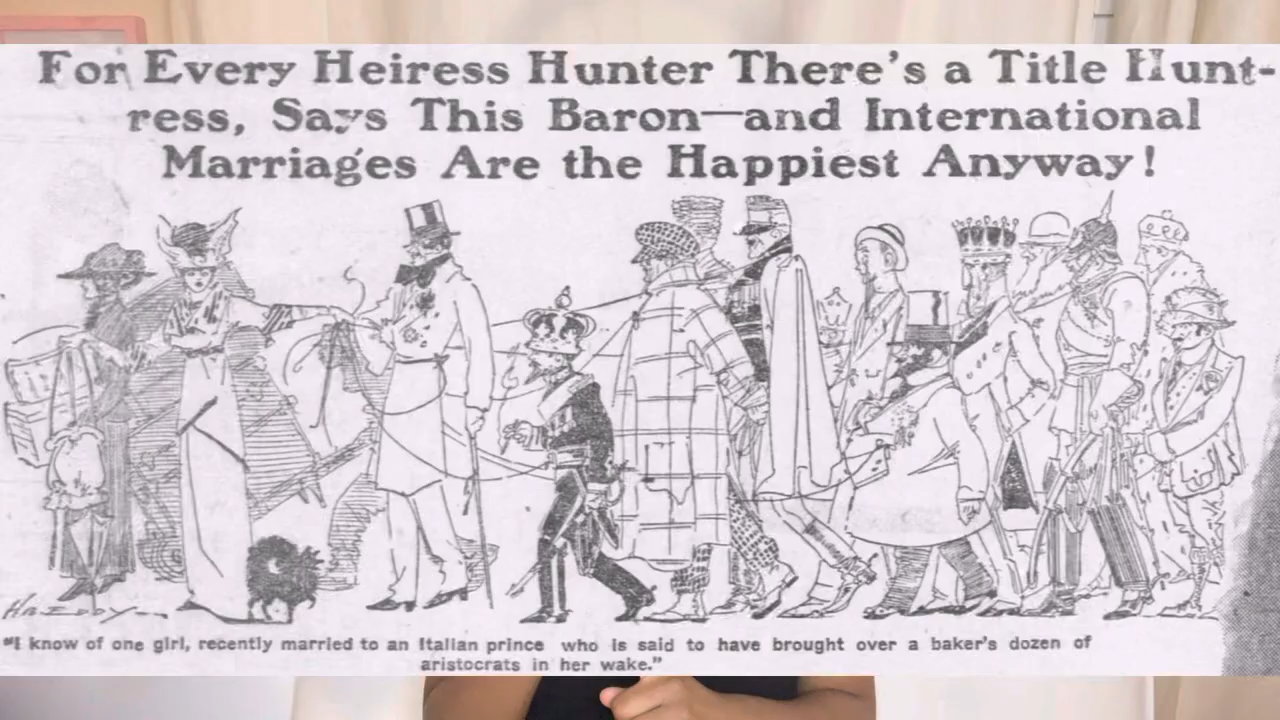 For Every Heiress Hunter There's a Title Hunt-
ress, Says This Baron—and International
Marriages Are the Happiest Anyway!
"I know of one girl, recently married to an Italian prince who is said to have brought over a baker's dozen of
aristocrats in her wake."